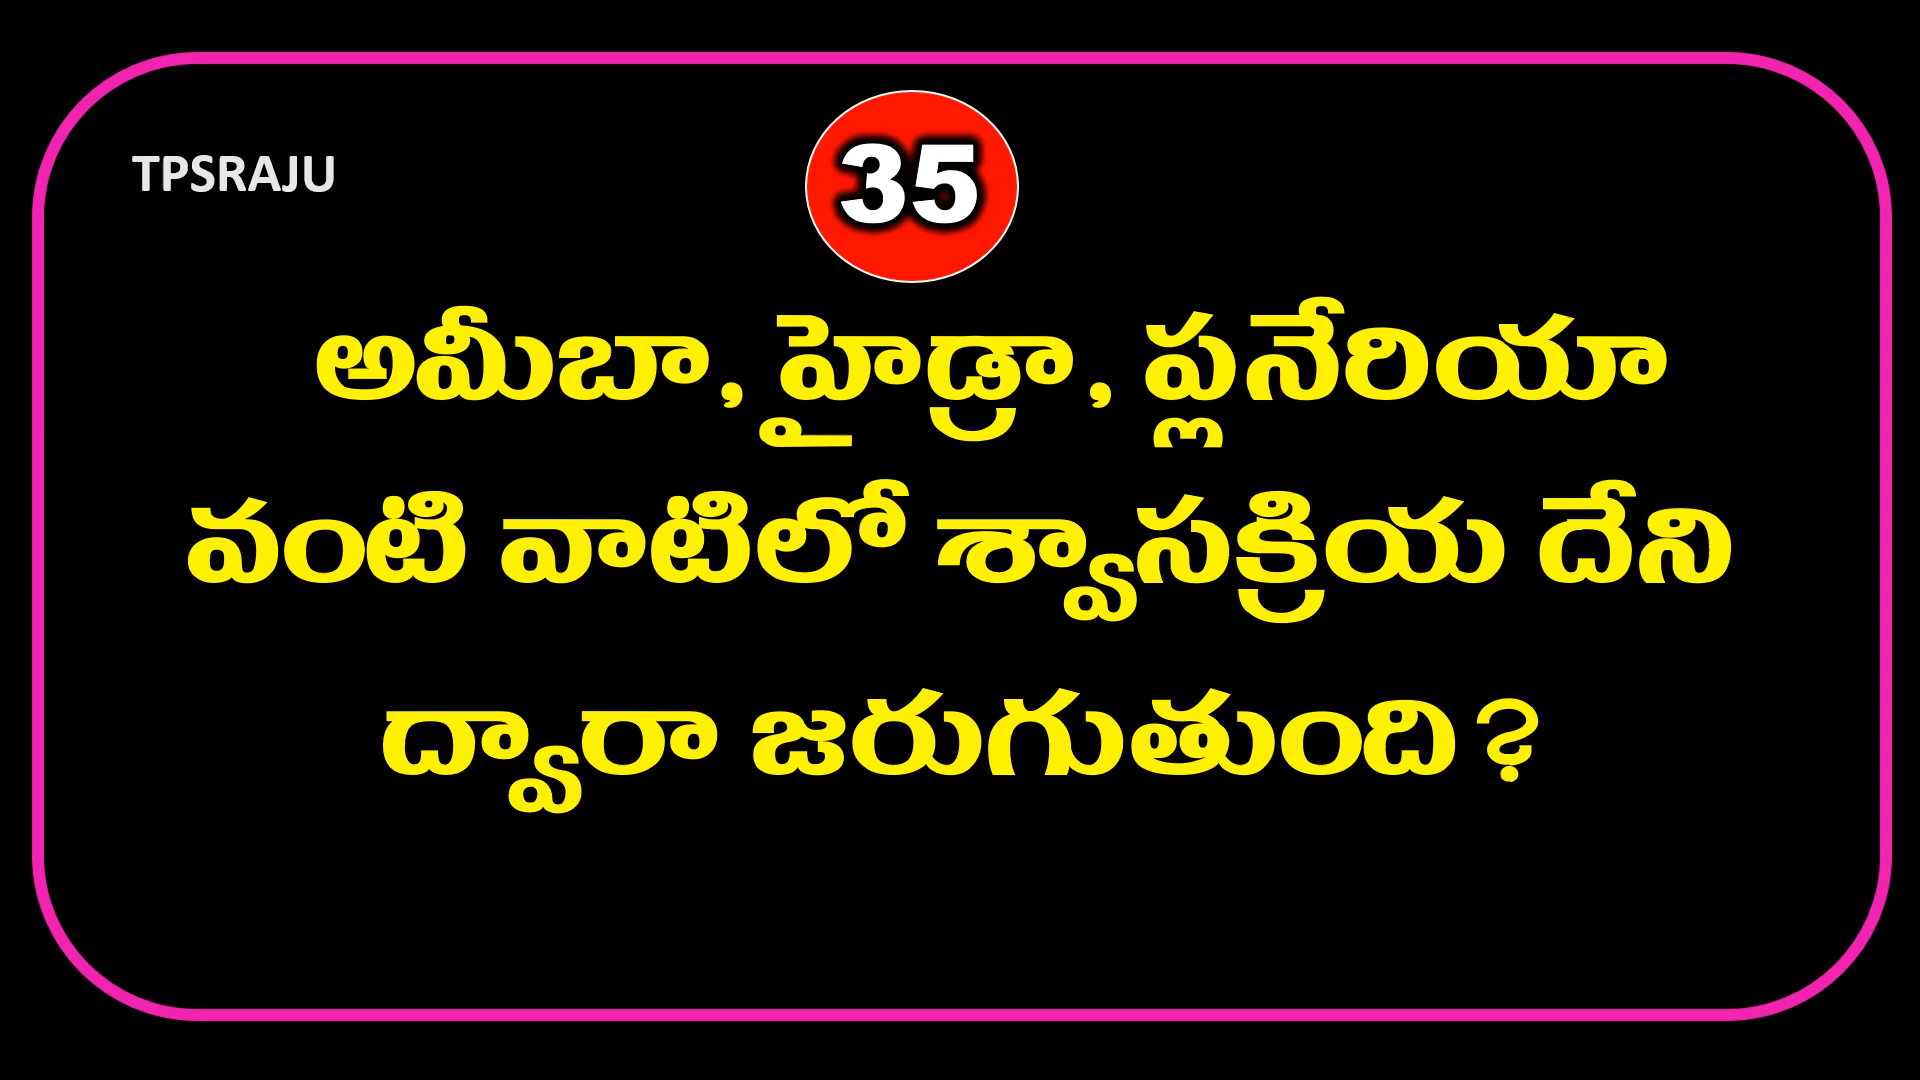 TPSRAJU
35
అమీబా, హైడ్రా, ప్లనేరియా
వంటి వాటిలో శ్వాసక్రియ దేని
ద్వారా జరుగుతుంది?